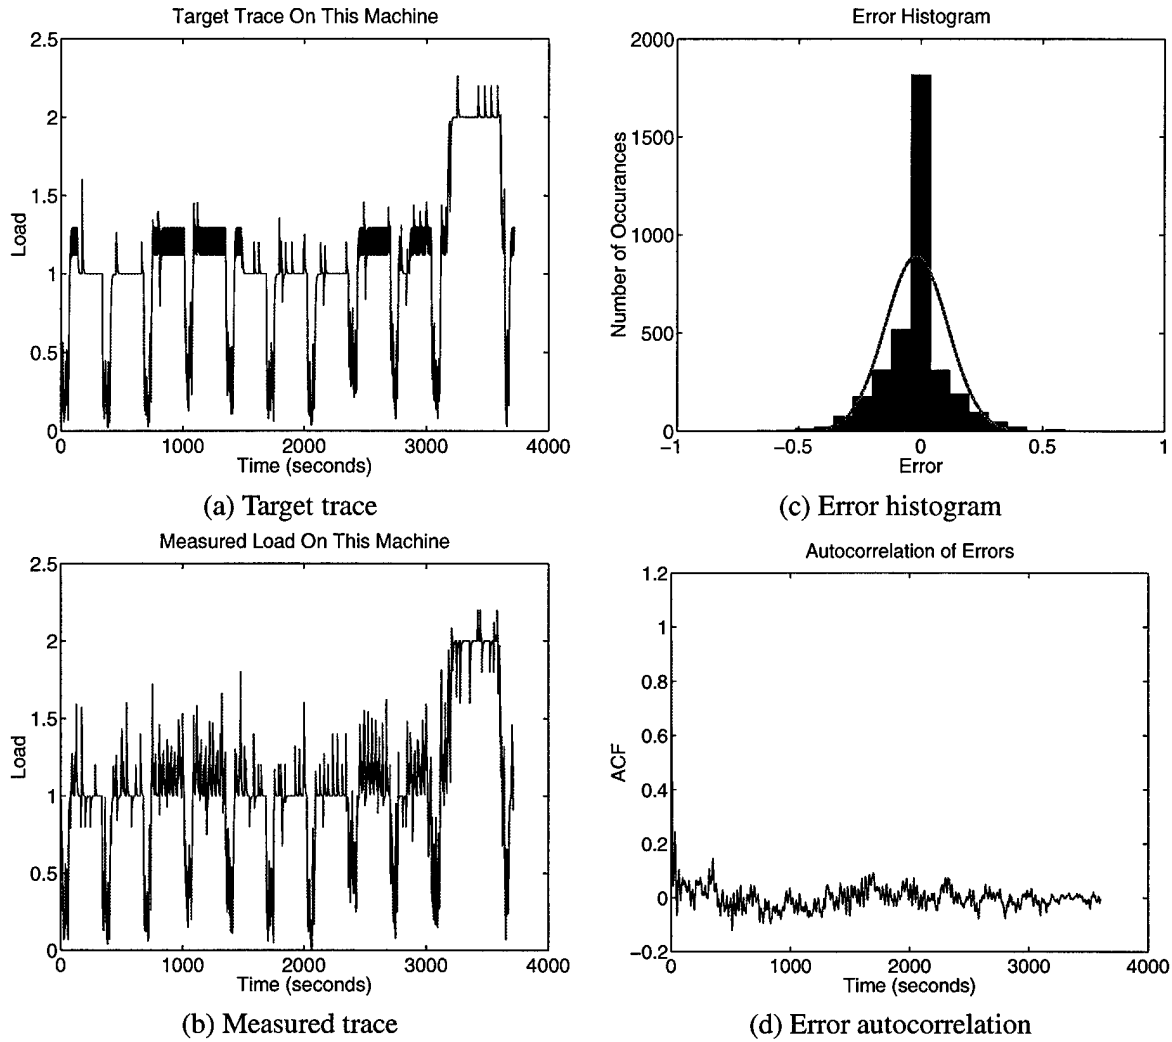 Target Trace On This Machine
2.5
2
1.5
1
0.5
0
Load
0 1000 2000 3000 4000
Time (seconds)
(a) Target trace
Error Histogram
2000
1500
1000
500
0
Number of Occurances
-1 -0.5 0 0.5 1
Error
(c) Error histogram
Measured Load On This Machine
2.5
2
1.5
1
0.5
0
Load
0 1000 2000 3000 4000
Time (seconds)
(b) Measured trace
Autocorrelation of Errors
1.2
1
0.8
0.6
0.4
0.2
0
-0.2
ACF
0 1000 2000 3000 4000
Time (seconds)
(d) Error autocorrelation